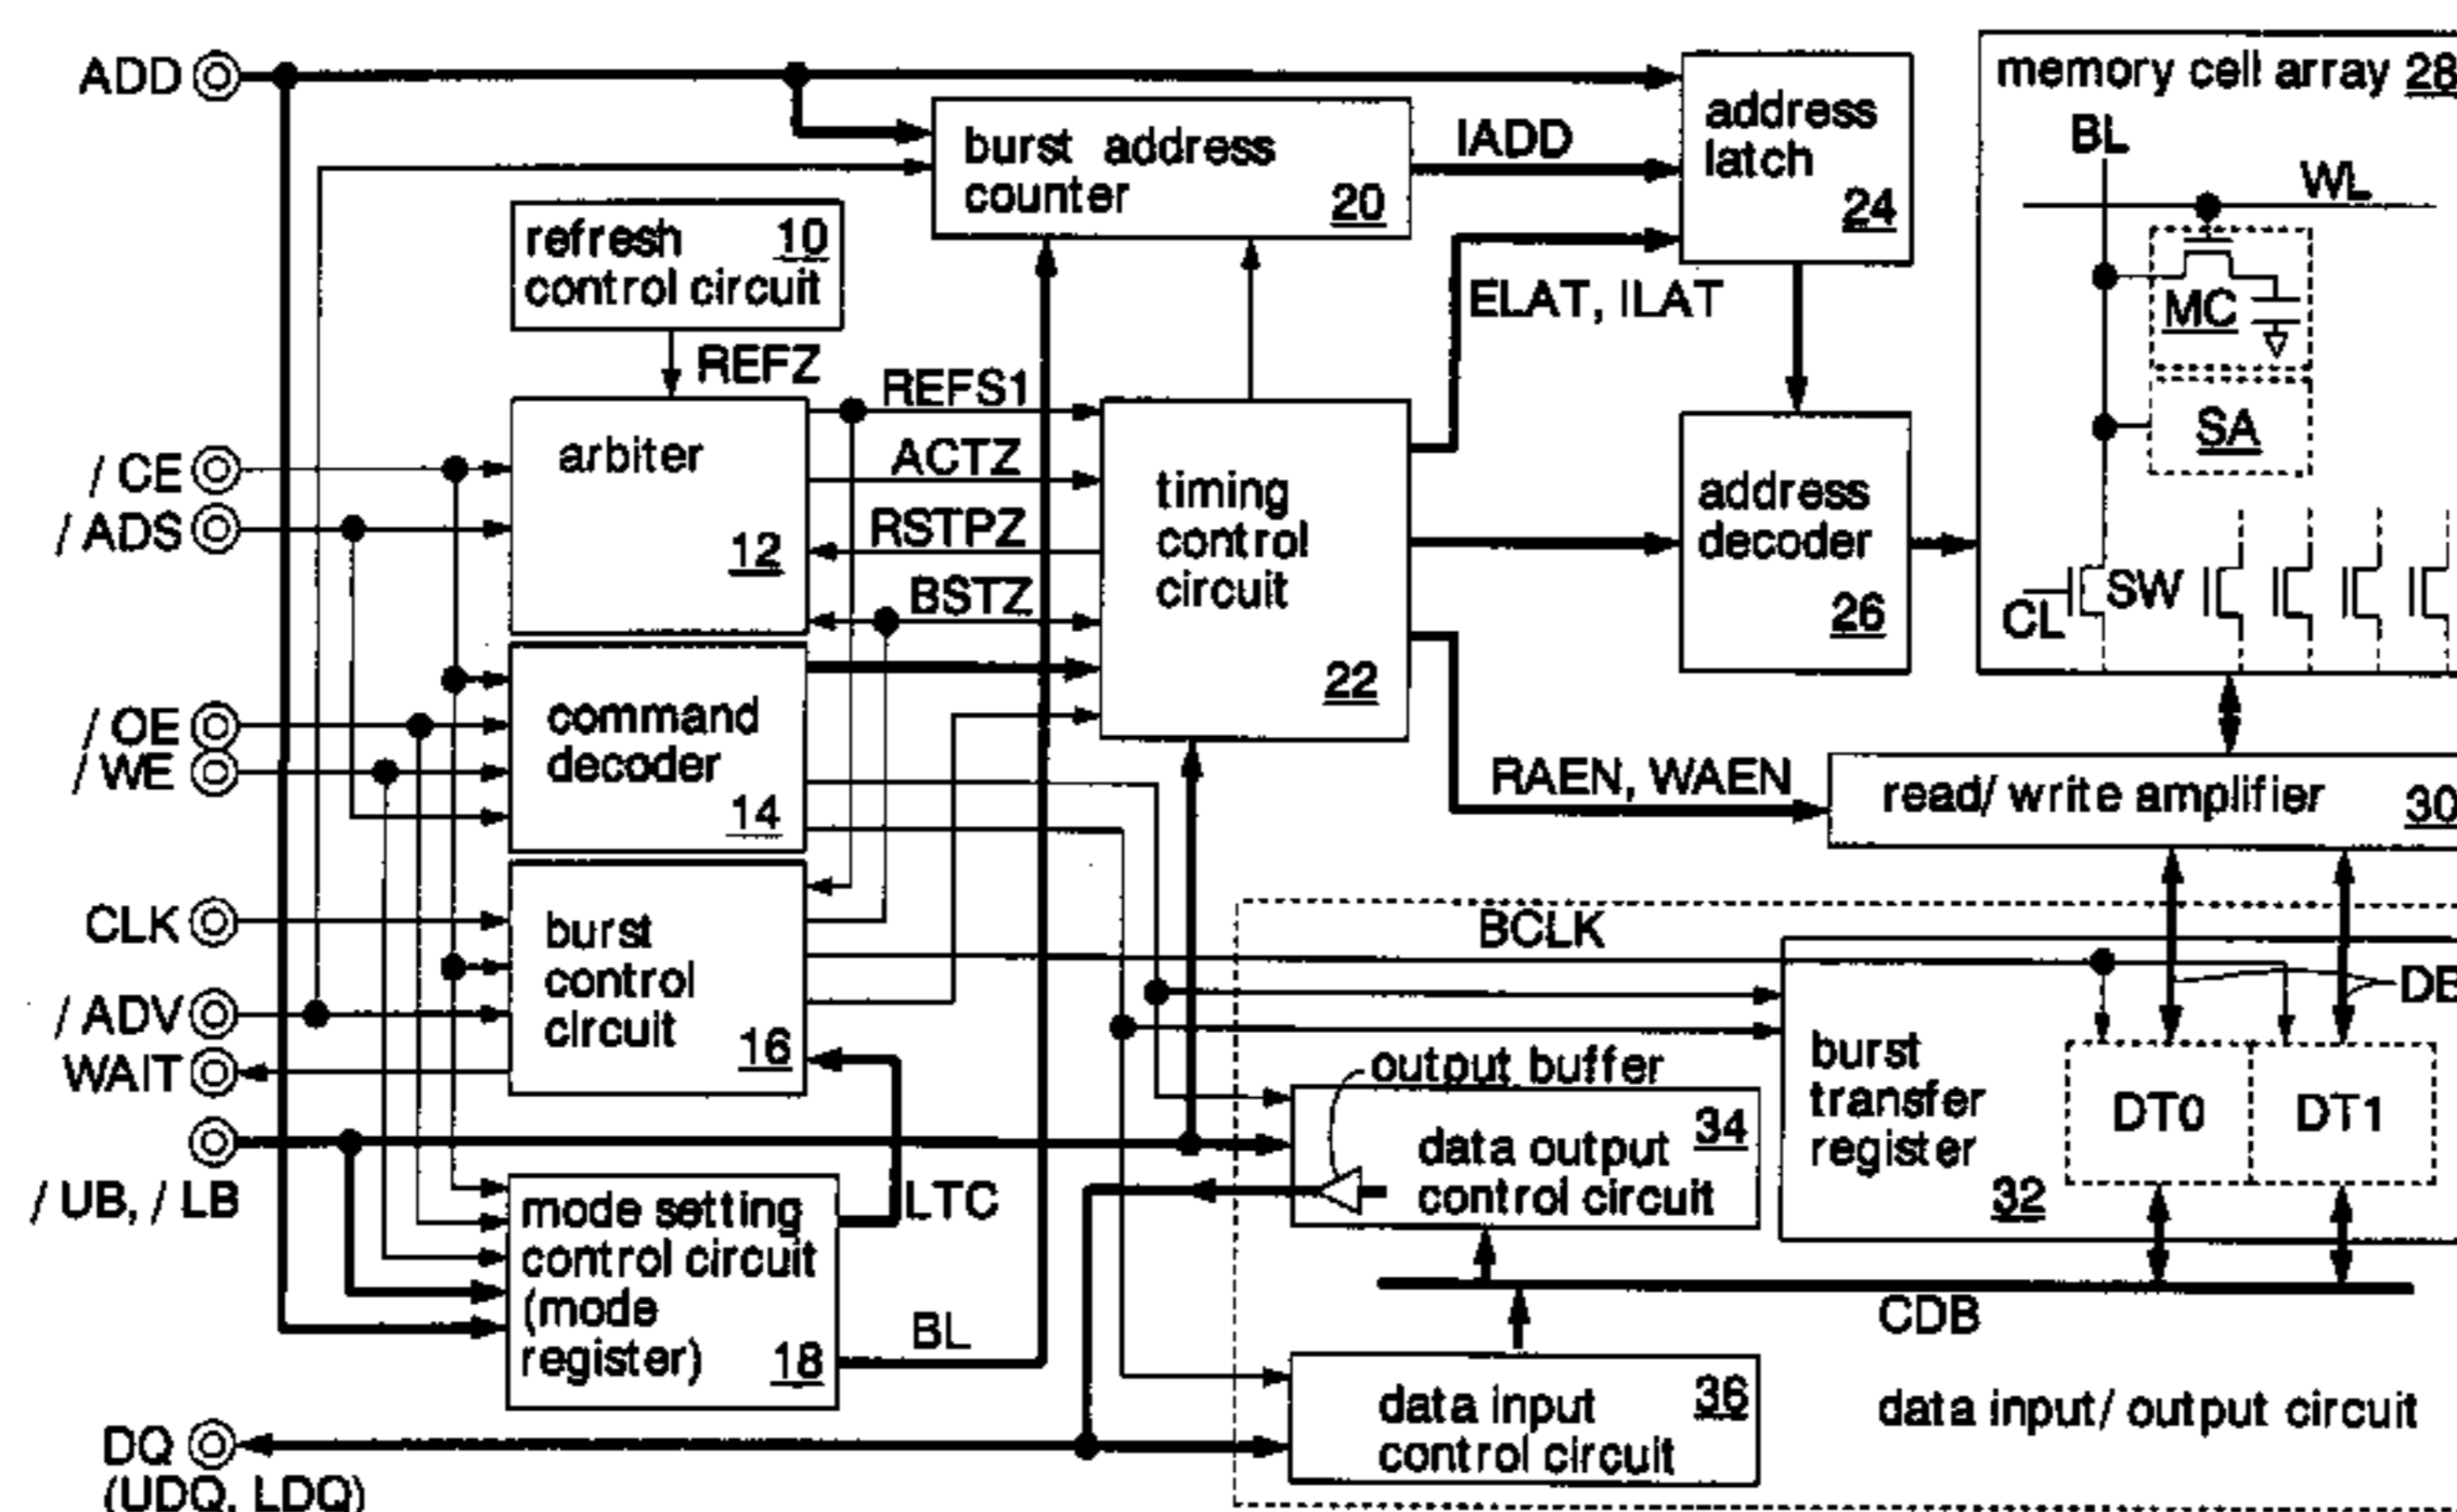 ADD
memory cell array 28
address
latch
24
burst address
counter
20
IADD
BL
WL
refresh
control circuit
10
ELAT, ILAT
MC
REFZ
REFS1
SA
arbiter
12
ACTZ
RSTPZ
BSTZ
timing
control
circuit
22
address
decoder
26
/ CE
/ ADS
CL
SW
/ OE
/ WE
command
decoder
14
RAEN, WAEN
read/ write amplifier
30
CLK
/ ADV
WAIT
burst
control
circuit
16
BCLK
DB
output buffer
burst
transfer
register
32
DT0
DT1
/ UB, / LB
data output
control circuit
34
mode setting
control circuit
(mode
register)
18
LTC
BL
CDB
data input
control circuit
36
data input/ output circuit
DQ
(UDQ, LDQ)